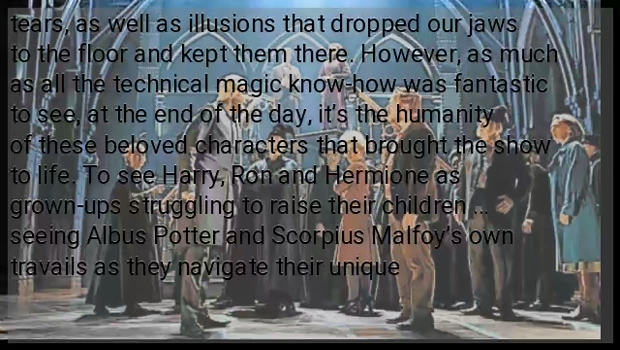 tears, as well as illusions that dropped our jaws
to the floor and kept them there. However, as much
as all the technical magic know-how was fantastic
to see, at the end of the day, it's the humanity
of these beloved characters that brought the show
to life. To see Harry, Ron and Hermione as
grown-ups struggling to raise their children ...
seeing Albus Potter and Scorpius Malfoy's own
travails as they navigate their unique